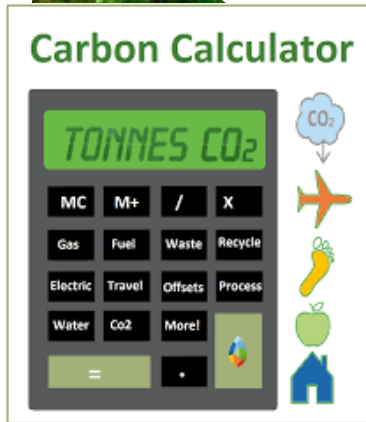 Carbon Calculator
TONNES CO2
CO2
MC M+ / X
Gas Fuel Waste Recycle
Electric Travel Offsets Process
Water Co2 More!
= .